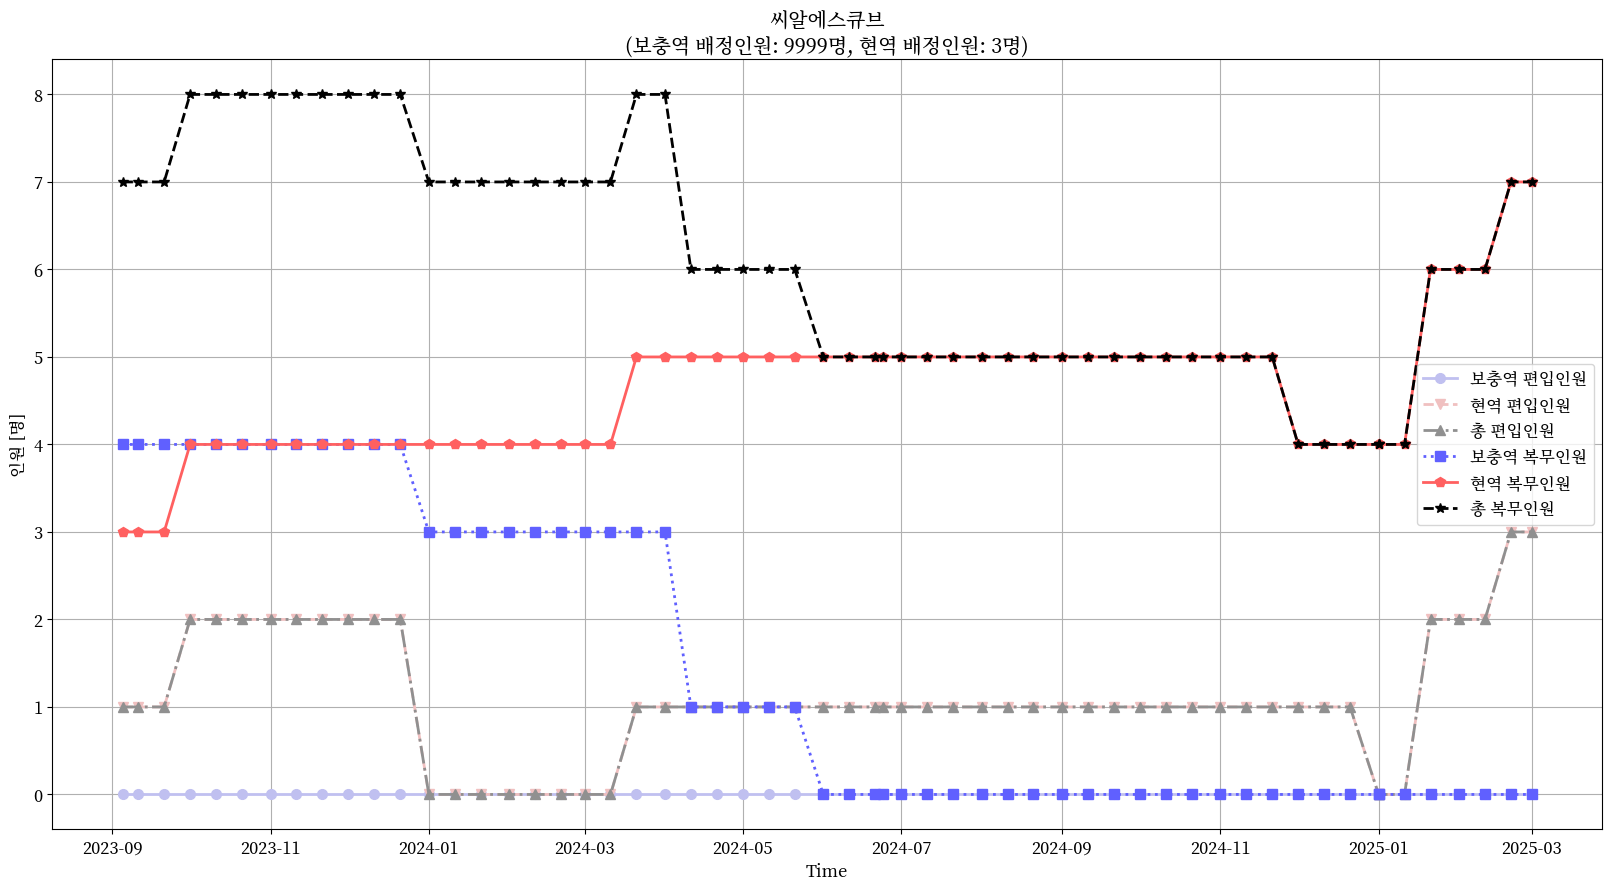 씨알에스큐브
(보충역 배정인원: 9999명, 현역 배정인원: 3명)
인원 [명]
8
7
6
5
4
3
2
1
0
보충역 편입인원
현역 편입인원
총 편입인원
보충역 복무인원
현역 복무인원
총 복무인원
2023-09
2023-11
2024-01
2024-03
2024-05
2024-07
2024-09
2024-11
2025-01
2025-03
Time